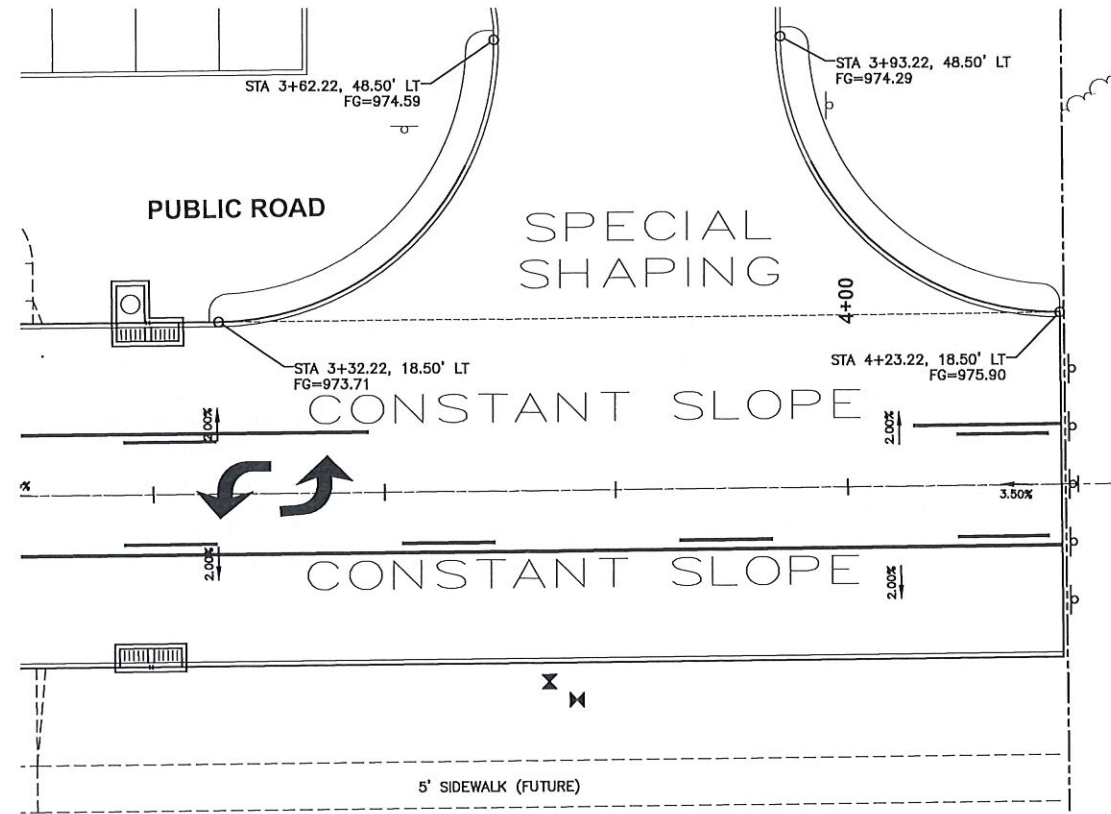 STA 3+62.22, 48.50' LT
FG=974.59
STA 3+93.22, 48.50' LT
FG=974.29
PUBLIC ROAD
SPECIAL
SHAPING
4+00
STA 3+32.22, 18.50' LT
FG=973.71
STA 4+23.22, 18.50' LT
FG=975.90
CONSTANT SLOPE
2.00%
2.00%
%
3.50%
CONSTANT SLOPE
2.00%
2.00%
5' SIDEWALK (FUTURE)